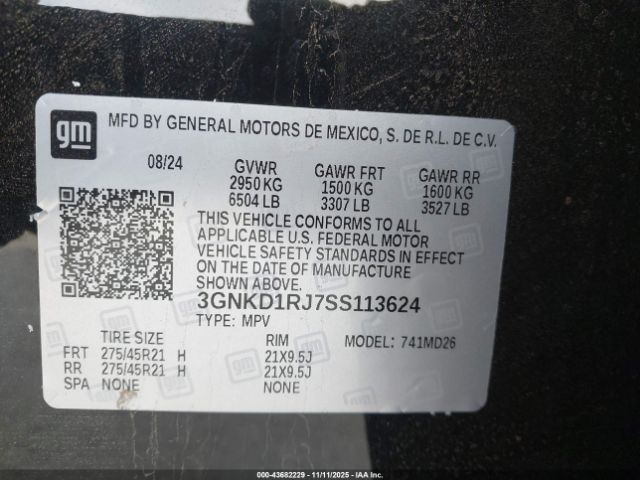 gm
MFD BY GENERAL MOTORS DE MEXICO, S. DE R.L. DE C.V.
08/24 GVWR GAWR FRT GAWR RR
2950 KG 1500 KG 1600 KG
6504 LB 3307 LB 3527 LB
THIS VEHICLE CONFORMS TO ALL
APPLICABLE U.S. FEDERAL MOTOR
VEHICLE SAFETY STANDARDS IN EFFECT
ON THE DATE OF MANUFACTURE
SHOWN ABOVE.
3GNKD1RJ7SS113624
TYPE: MPV
TIRE SIZE RIM MODEL: 741MD26
FRT 275/45R21 H 21X9.5J
RR 275/45R21 H 21X9.5J
SPA NONE NONE
000-43682229 - 11/11/2025 - IAAI.com